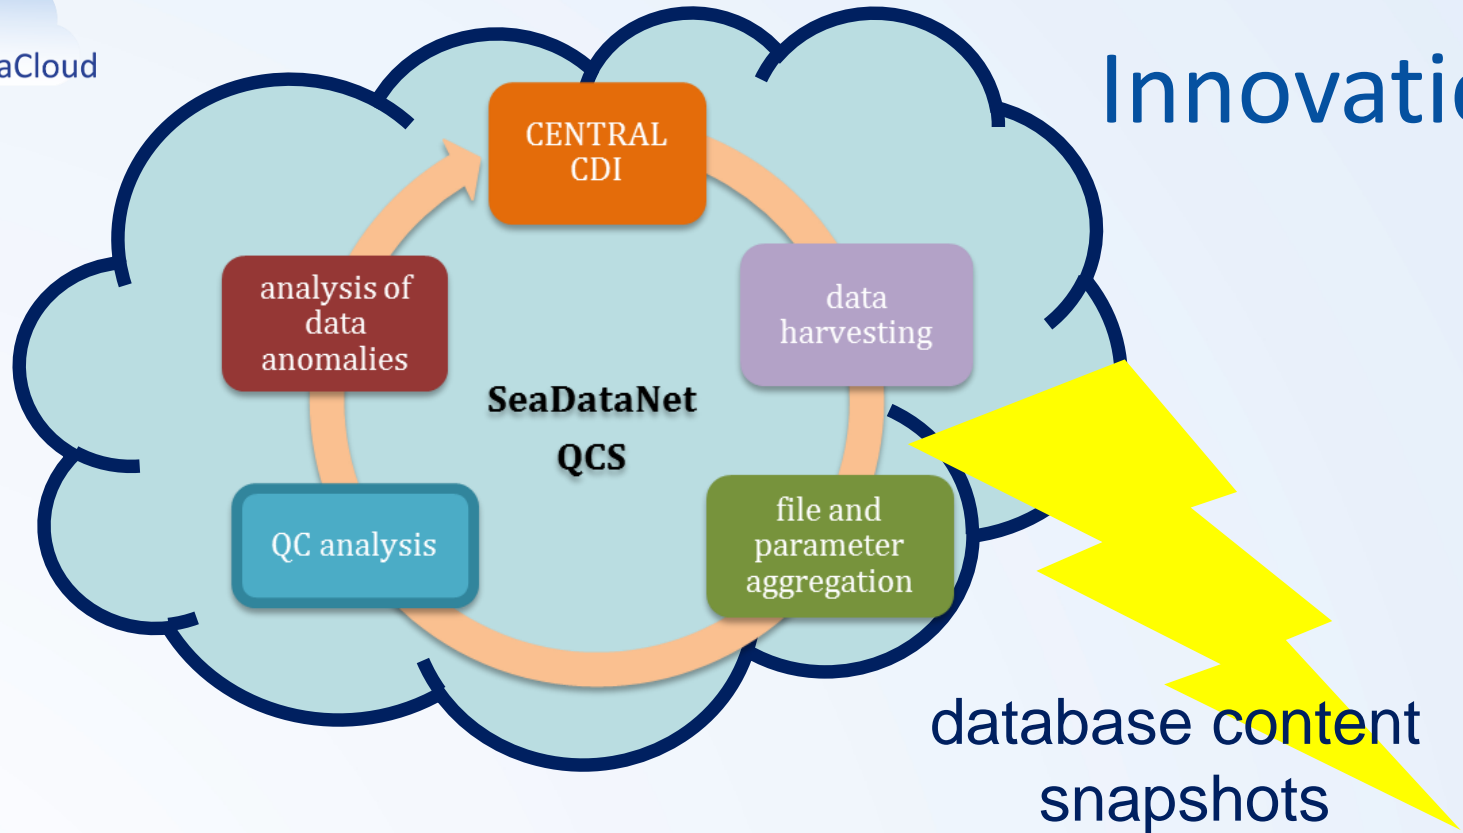 aCloud
Innovatio
CENTRAL
CDI
data
harvesting
file and
parameter
aggregation
QC analysis
analysis of
data
anomalies
SeaDataNet
QCS
database content
snapshots